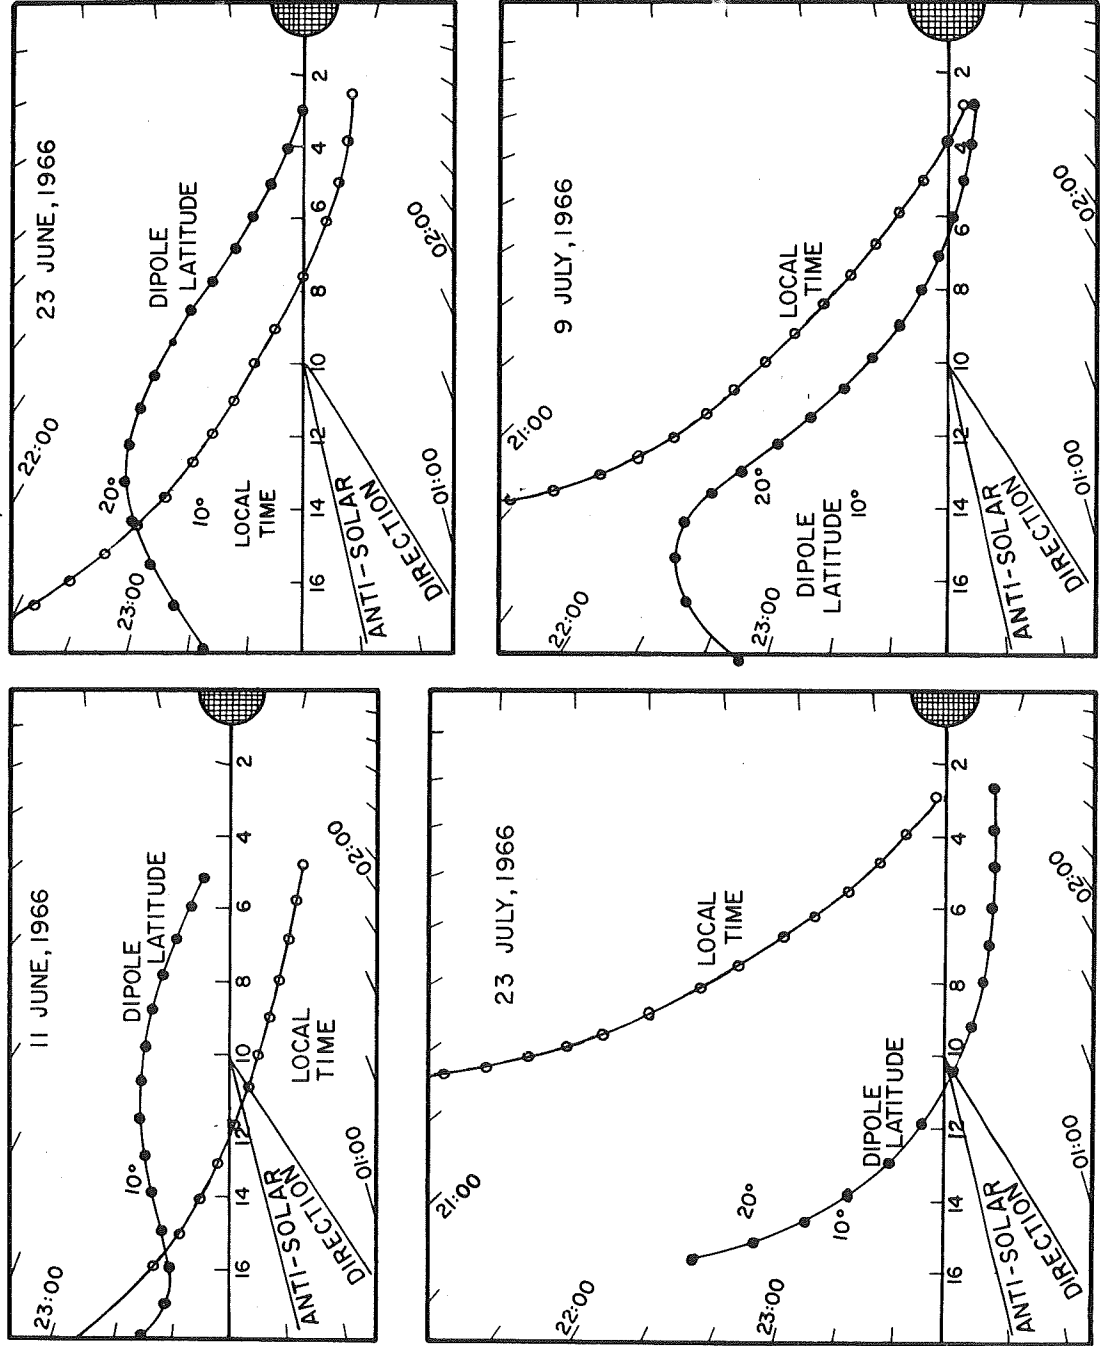 23 JUNE, 1966
DIPOLE
LATITUDE
2
4
6
8
10
12
14
16
20°
10°
22:00
23:00
LOCAL
TIME
ANTI-SOLAR
DIRECTION
01:00
02:00
9 JULY, 1966
LOCAL
TIME
2
4
6
8
10
12
14
16
20°
10°
DIPOLE
LATITUDE
21:00
22:00
23:00
ANTI-SOLAR
DIRECTION
01:00
02:00
11 JUNE, 1966
DIPOLE
LATITUDE
2
4
6
8
10
12
14
16
10°
23:00
LOCAL
TIME
ANTI-SOLAR
DIRECTION
01:00
02:00
23 JULY, 1966
LOCAL
TIME
2
4
6
8
10
12
14
16
DIPOLE
LATITUDE
20°
10°
21:00
22:00
23:00
ANTI-SOLAR
DIRECTION
01:00
02:00